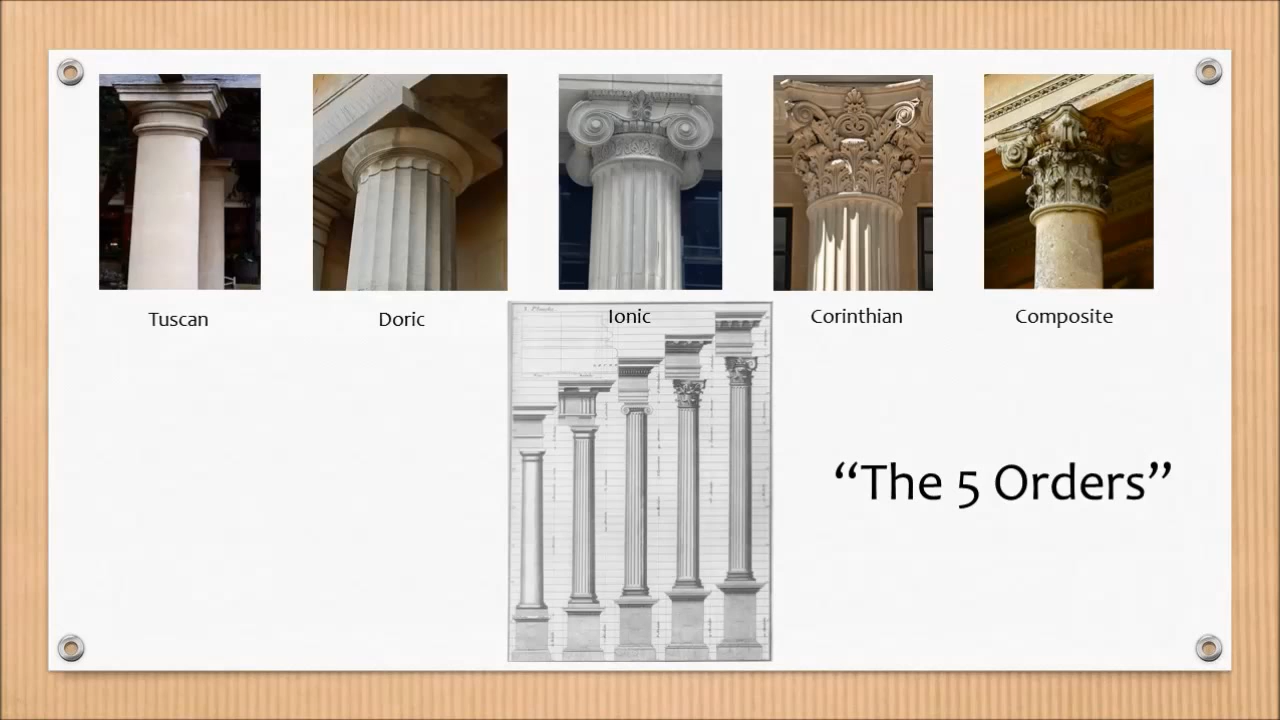 Tuscan
Doric
Ionic
Corinthian
Composite
“The 5 Orders”